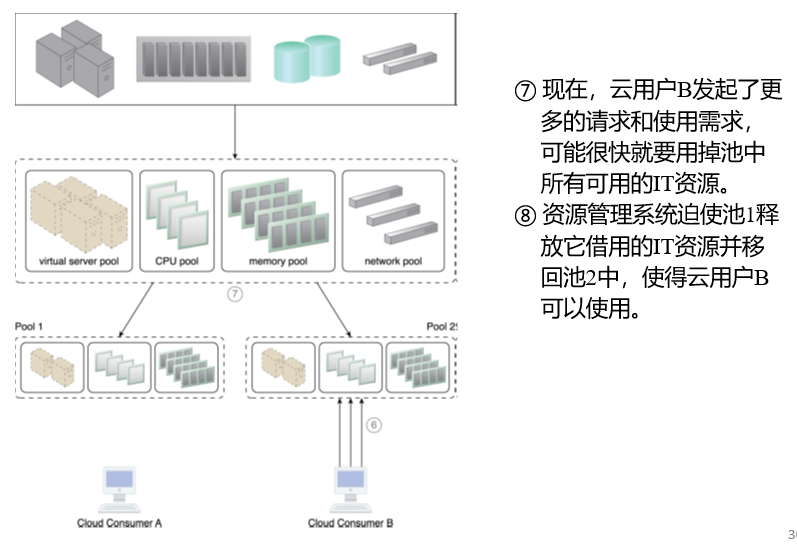 virtual server pool
CPU pool
memory pool
network pool
⑦
Pool 1
Pool 2
⑥
Cloud Consumer A
Cloud Consumer B
⑦ 现在，云用户B发起了更
多的请求和使用需求，
可能很快就要用掉池中
所有可用的IT资源。
⑧ 资源管理系统迫使池1释
放它借用的IT资源并移
回池2中，使得云用户B
可以使用。